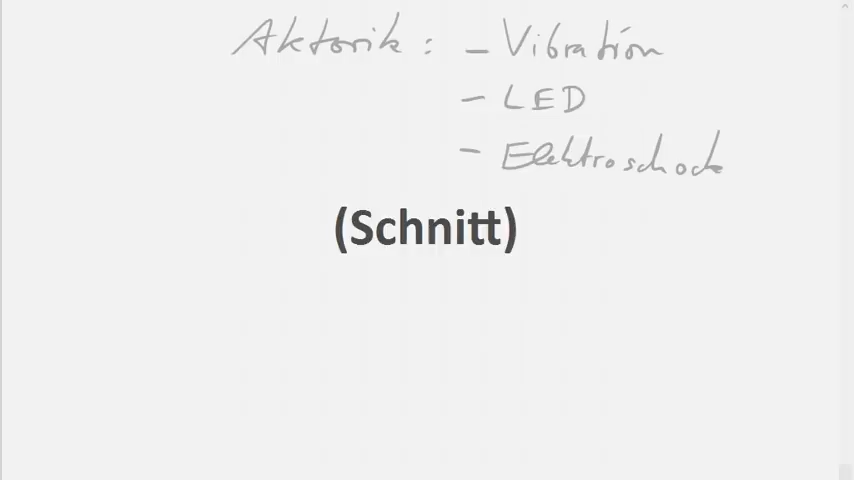 Aktorik : - Vibration
- LED
- Elektroschock
(Schnitt)